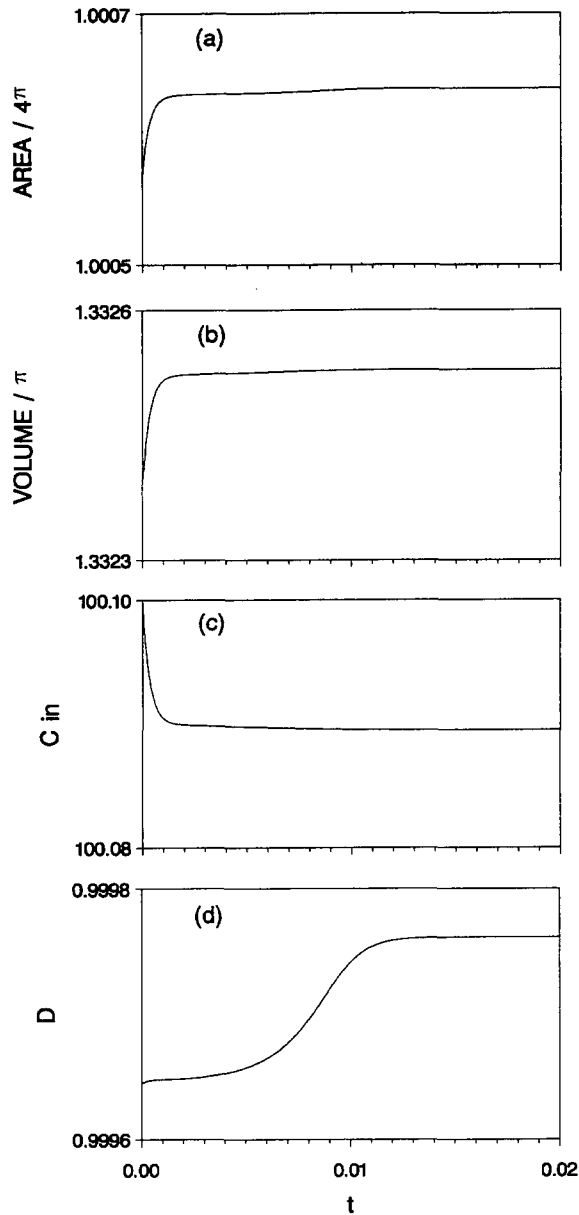 1.0007
(a)
AREA / 4π
1.0005
1.3326
(b)
VOLUME / π
1.3323
100.10
(c)
C in
100.08
0.9998
(d)
D
0.9996
0.00
0.01
0.02
t